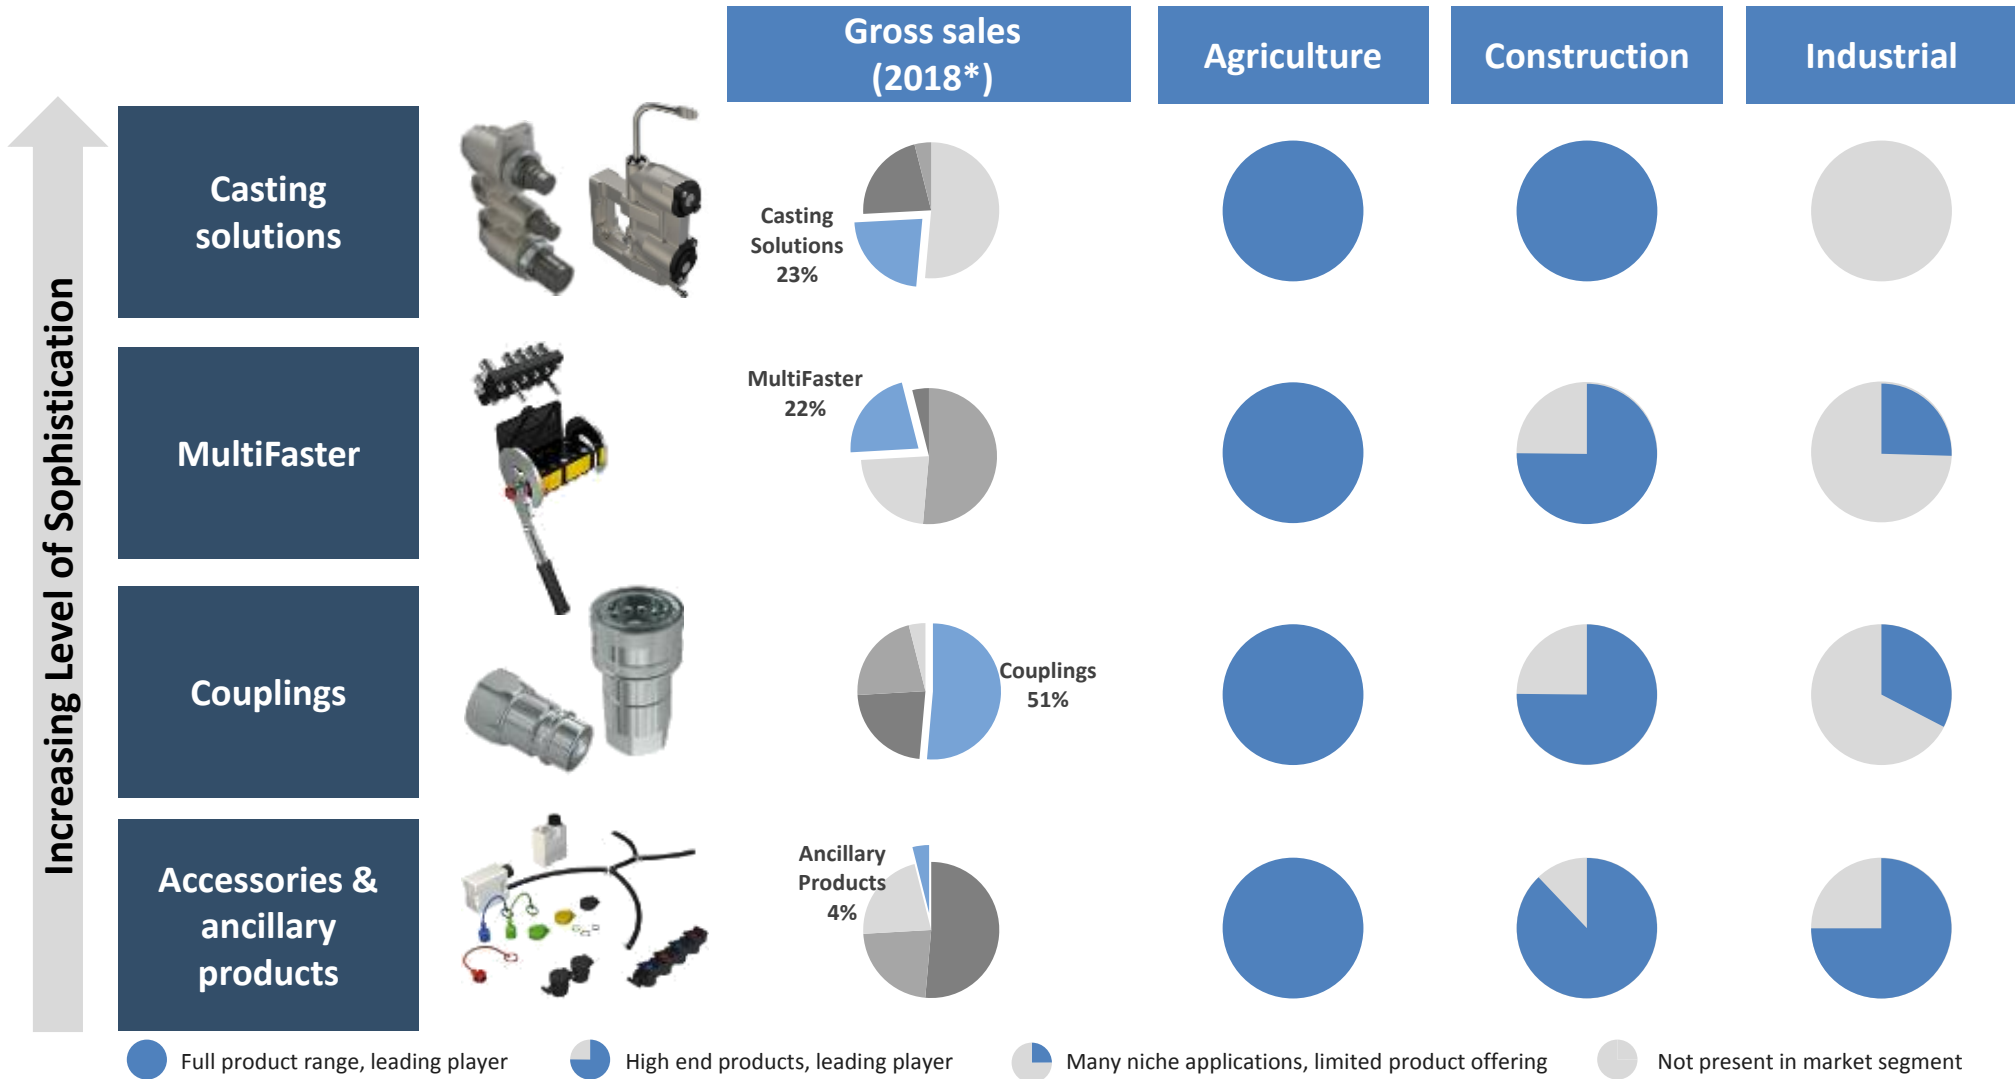 Gross sales
(2018*)
Agriculture
Construction
Industrial
Increasing Level of Sophistication
Casting
solutions
Casting
Solutions
23%
MultiFaster
MultiFaster
22%
Couplings
Couplings
51%
Accessories &
ancillary
products
Ancillary
Products
4%
Full product range, leading player
High end products, leading player
Many niche applications, limited product offering
Not present in market segment